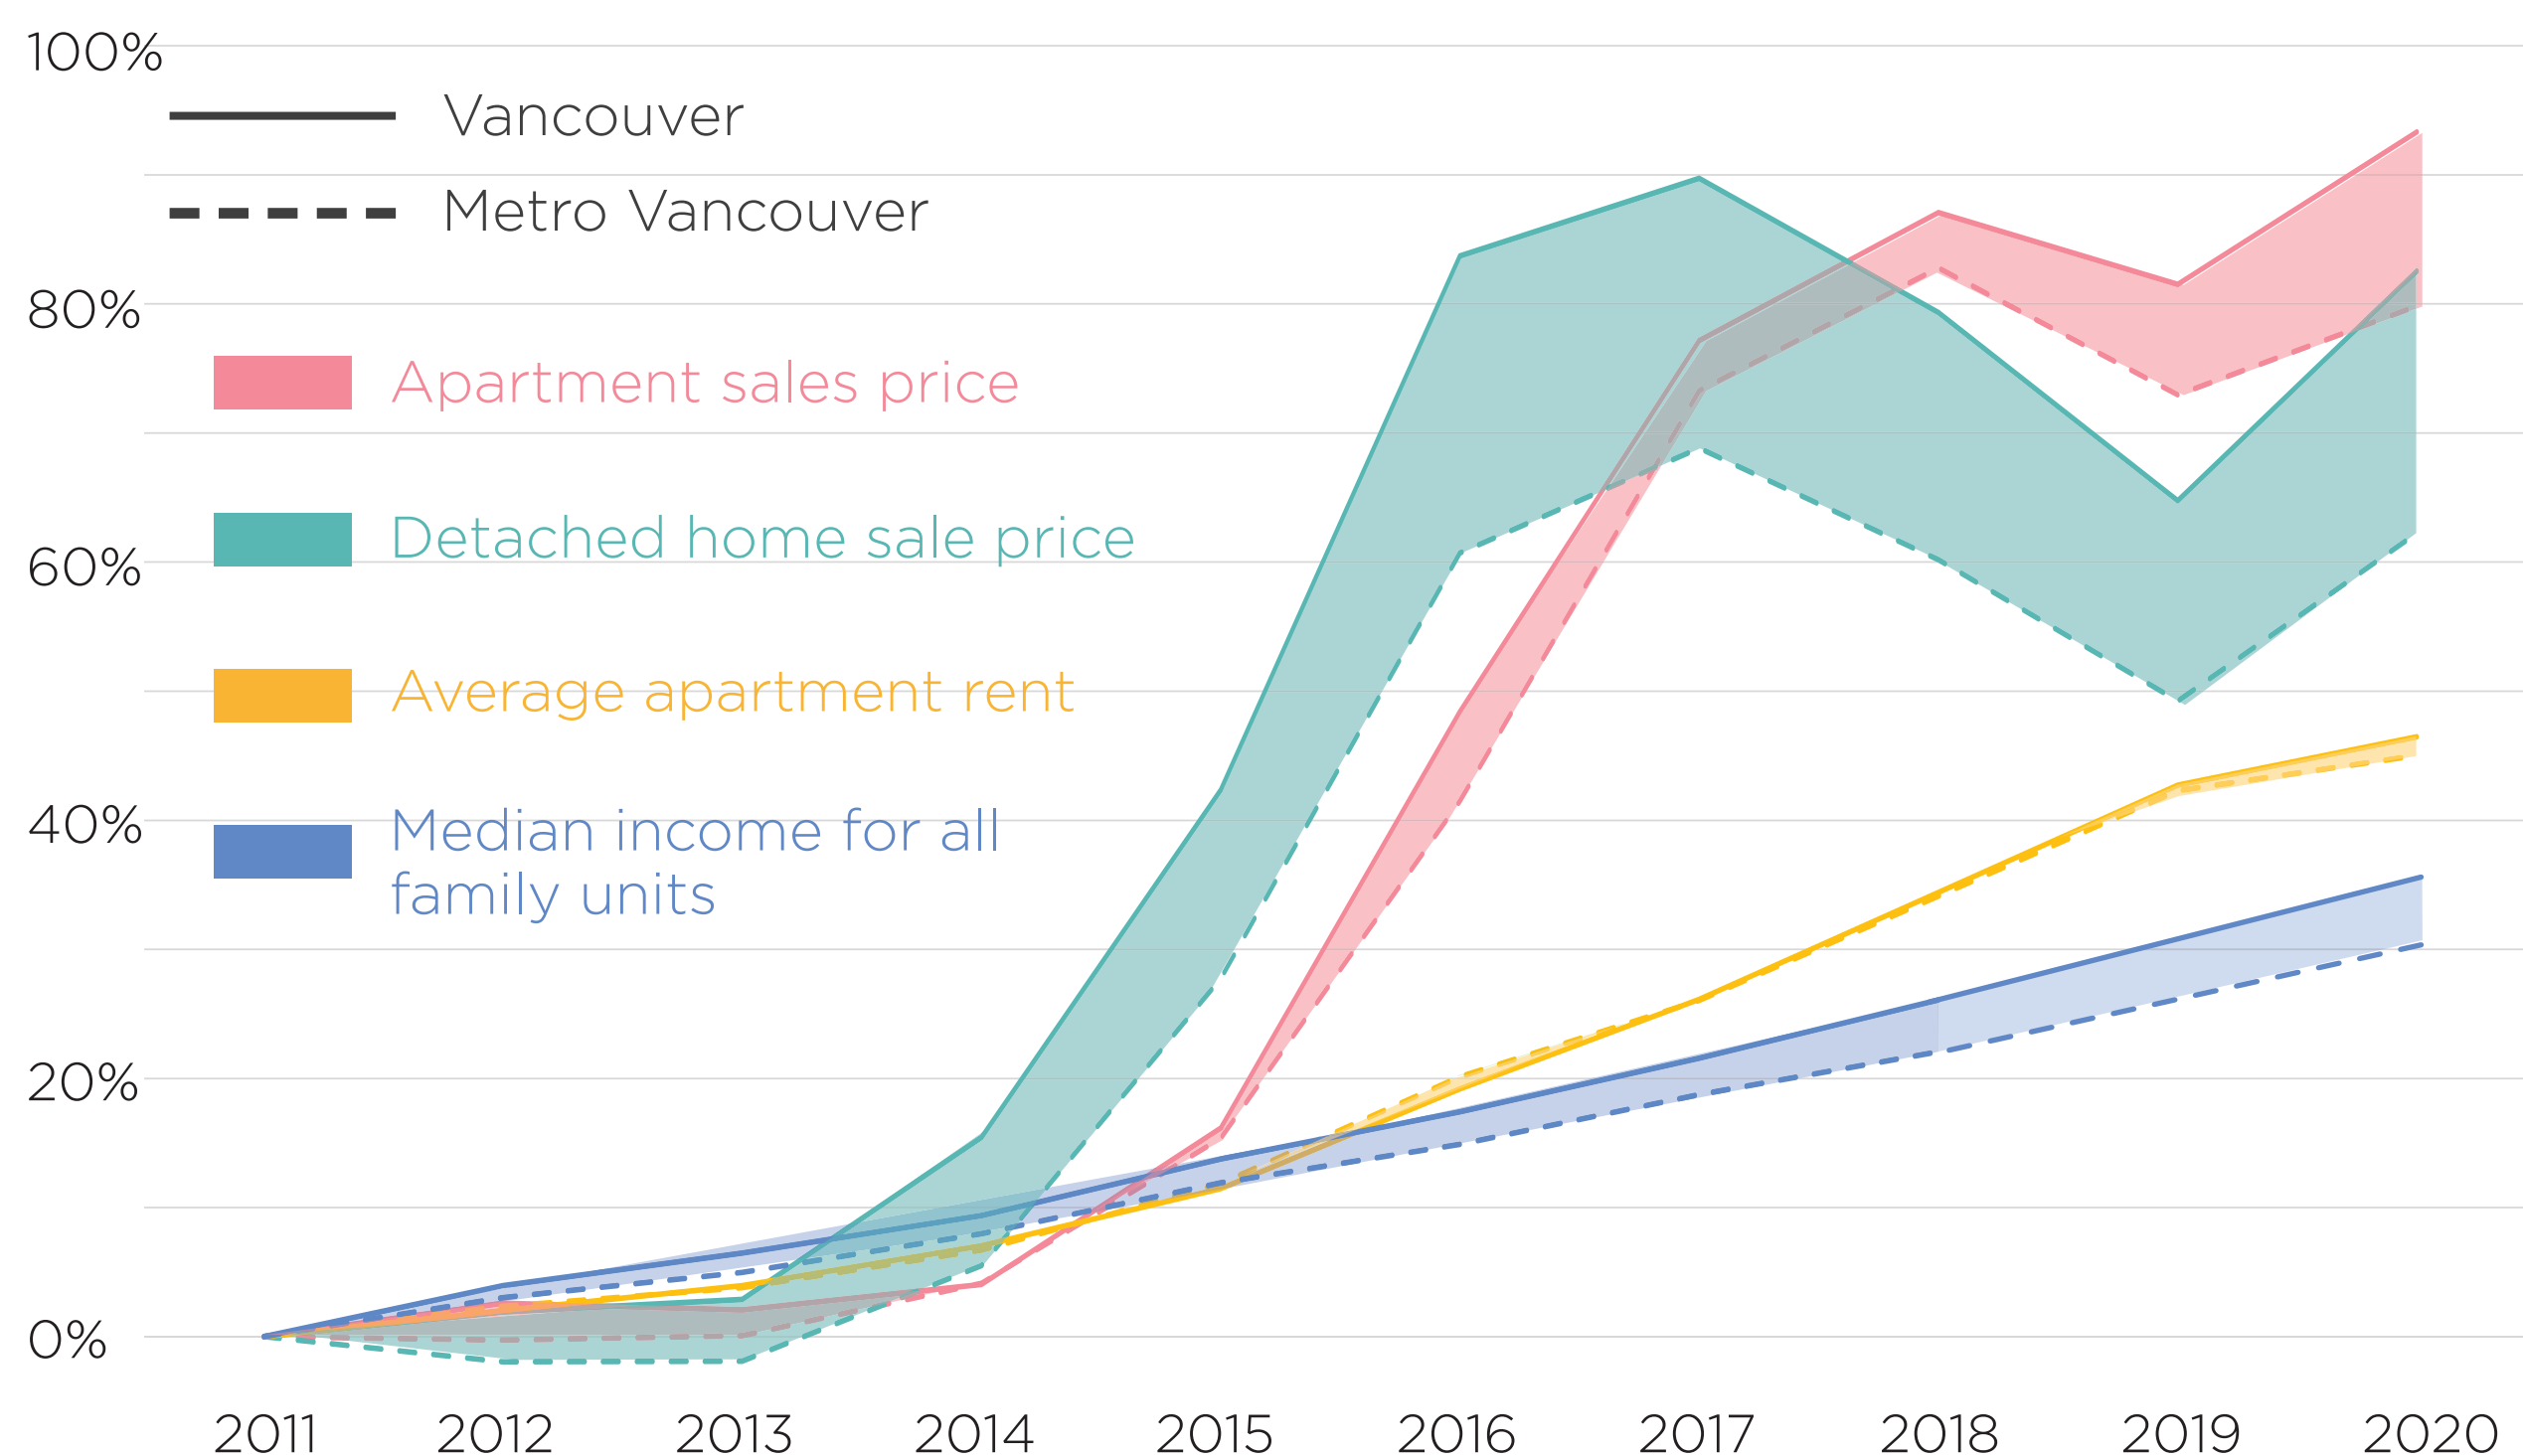 100%
Vancouver
Metro Vancouver
80%
Apartment sales price
Detached home sale price
60%
Average apartment rent
40%
Median income for all
family units
20%
0%
2011 2012 2013 2014 2015 2016 2017 2018 2019 2020